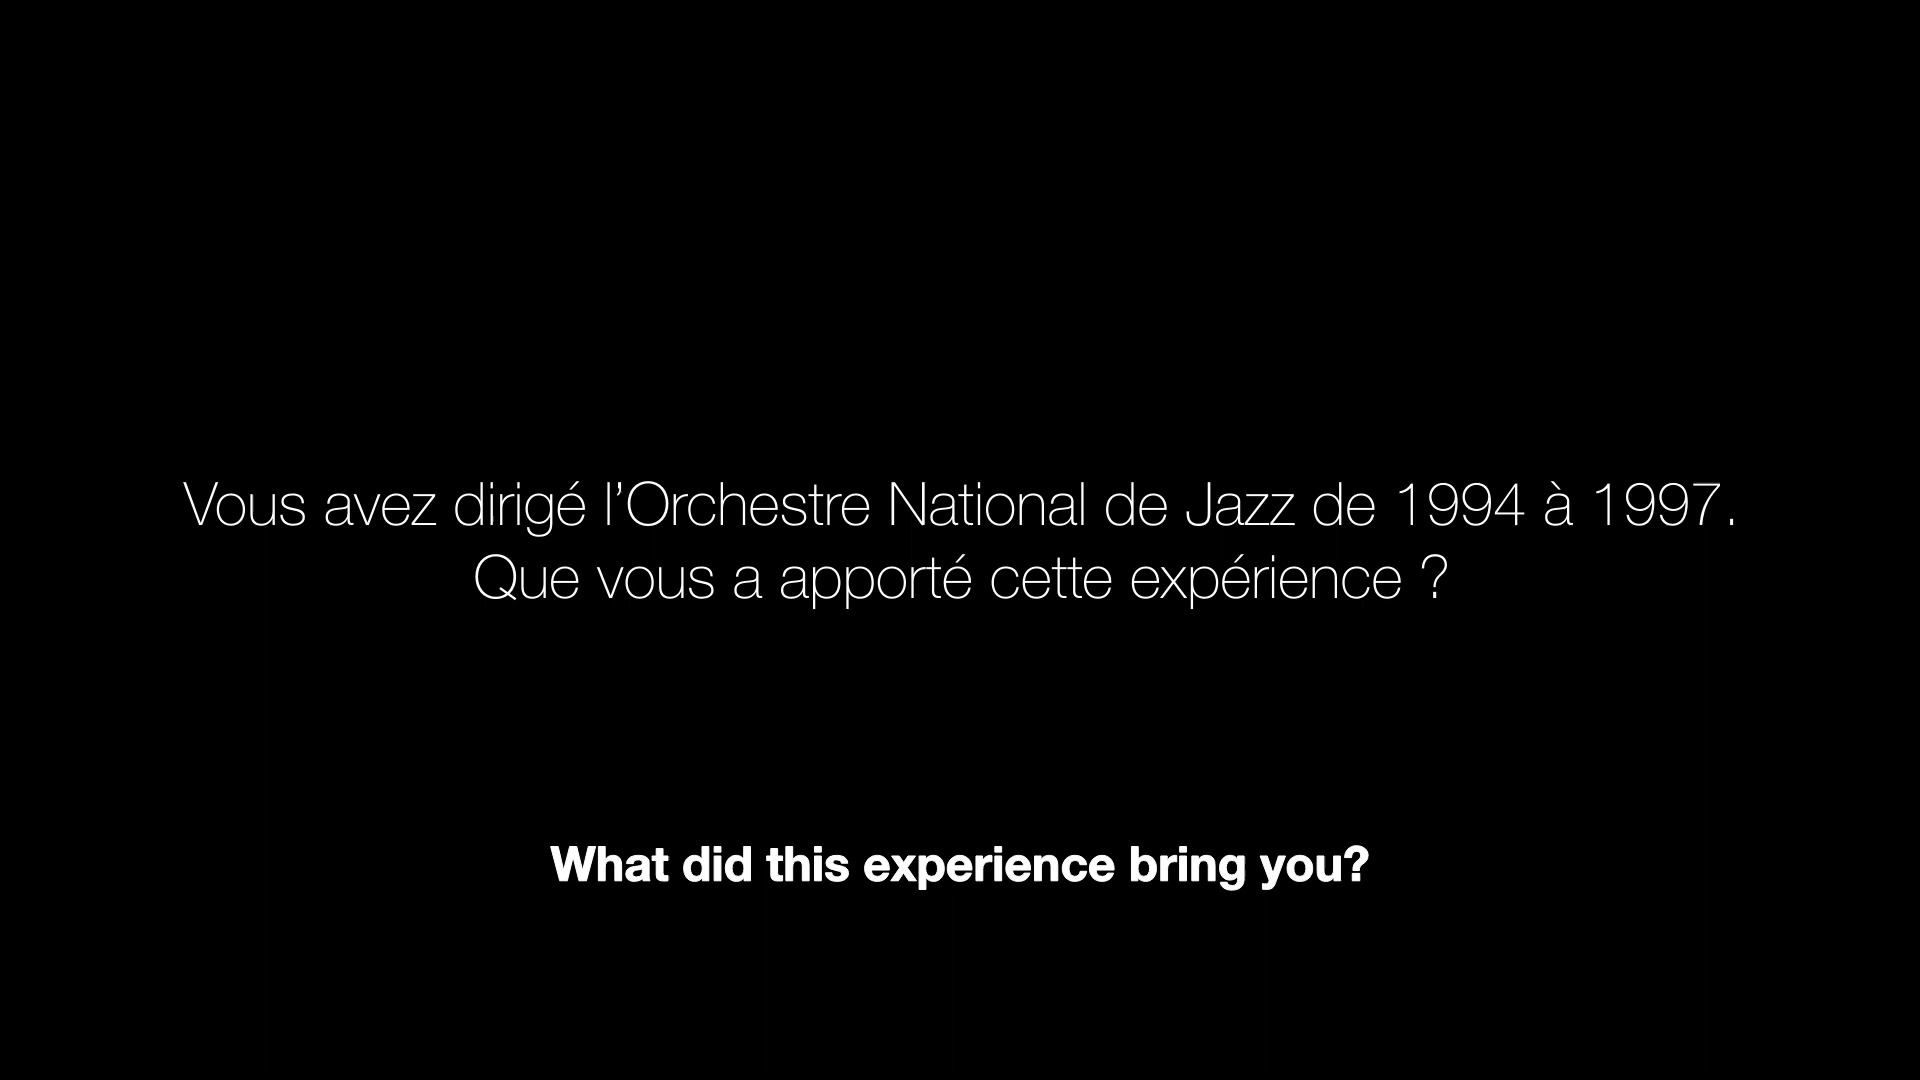 Vous avez dirigé l’Orchestre National de Jazz de 1994 à 1997.
Que vous a apporté cette expérience ?
What did this experience bring you?